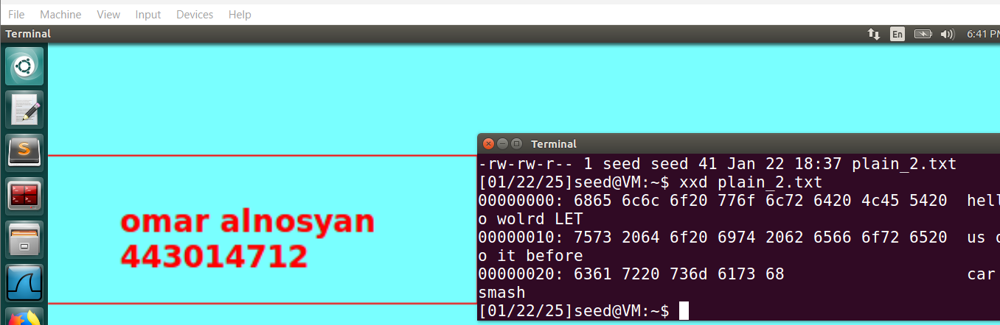 File Machine View Input Devices Help
Terminal En 6:41 PM
omar alnosyan
443014712
Terminal
-rw-rw-r-- 1 seed seed 41 Jan 22 18:37 plain_2.txt
[01/22/25]seed@VM:~$ xxd plain_2.txt
00000000: 6865 6c6c 6f20 776f 6c72 6420 4c45 5420  hell
o wolrd LET
00000010: 7573 2064 6f20 6974 2062 6566 6f72 6520  us d
o it before
00000020: 6361 7220 736d 6173 68                   car
smash
[01/22/25]seed@VM:~$